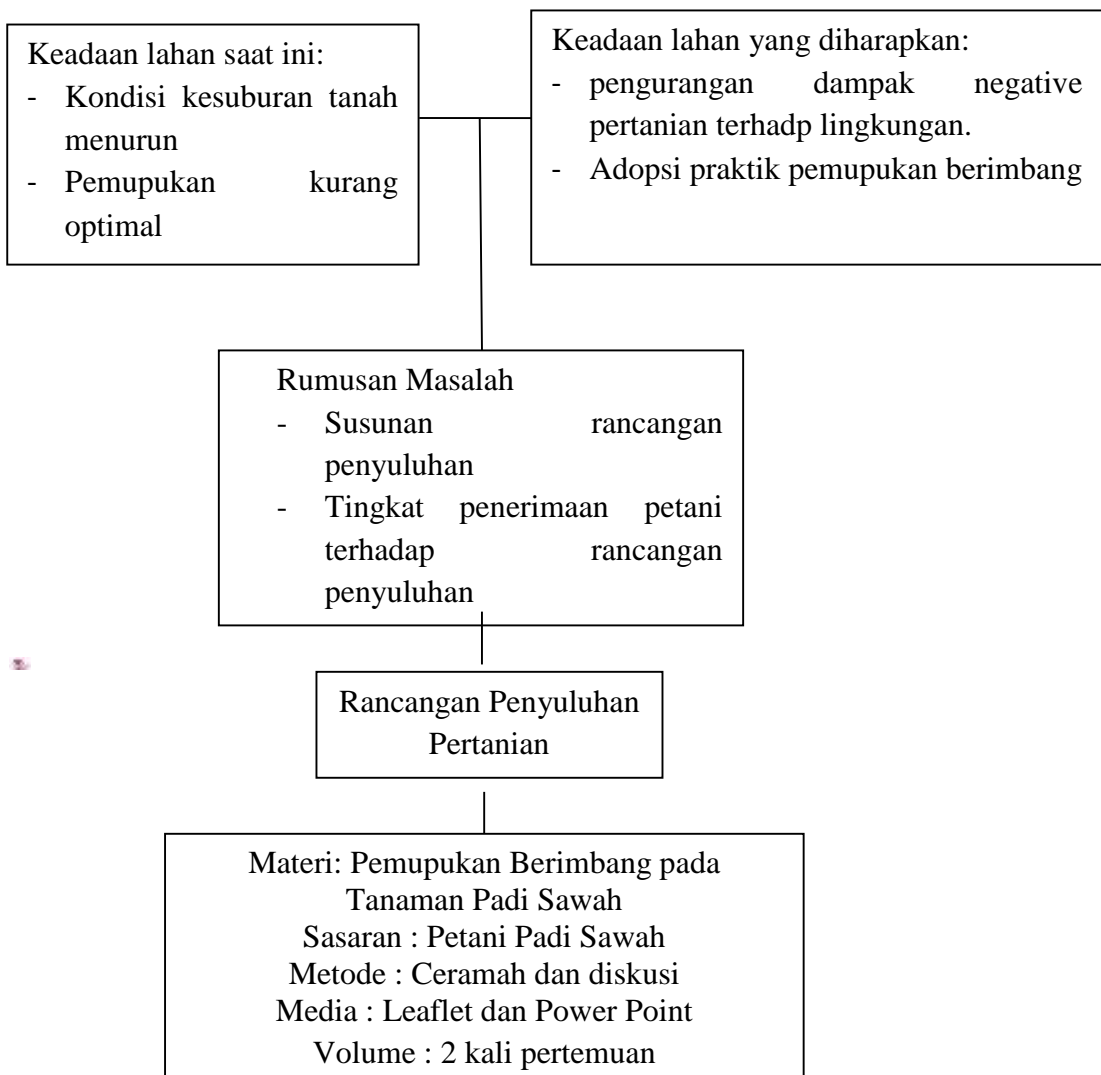 Keadaan lahan saat ini:
- Kondisi kesuburan tanah
menurun
- Pemupukan kurang
optimal
Keadaan lahan yang diharapkan:
- pengurangan dampak negative
pertanian terhadp lingkungan.
- Adopsi praktik pemupukan berimbang
Rumusan Masalah
- Susunan rancangan
penyuluhan
- Tingkat penerimaan petani
terhadap rancangan
penyuluhan
Rancangan Penyuluhan
Pertanian
Materi: Pemupukan Berimbang pada
Tanaman Padi Sawah
Sasaran : Petani Padi Sawah
Metode : Ceramah dan diskusi
Media : Leaflet dan Power Point
Volume : 2 kali pertemuan